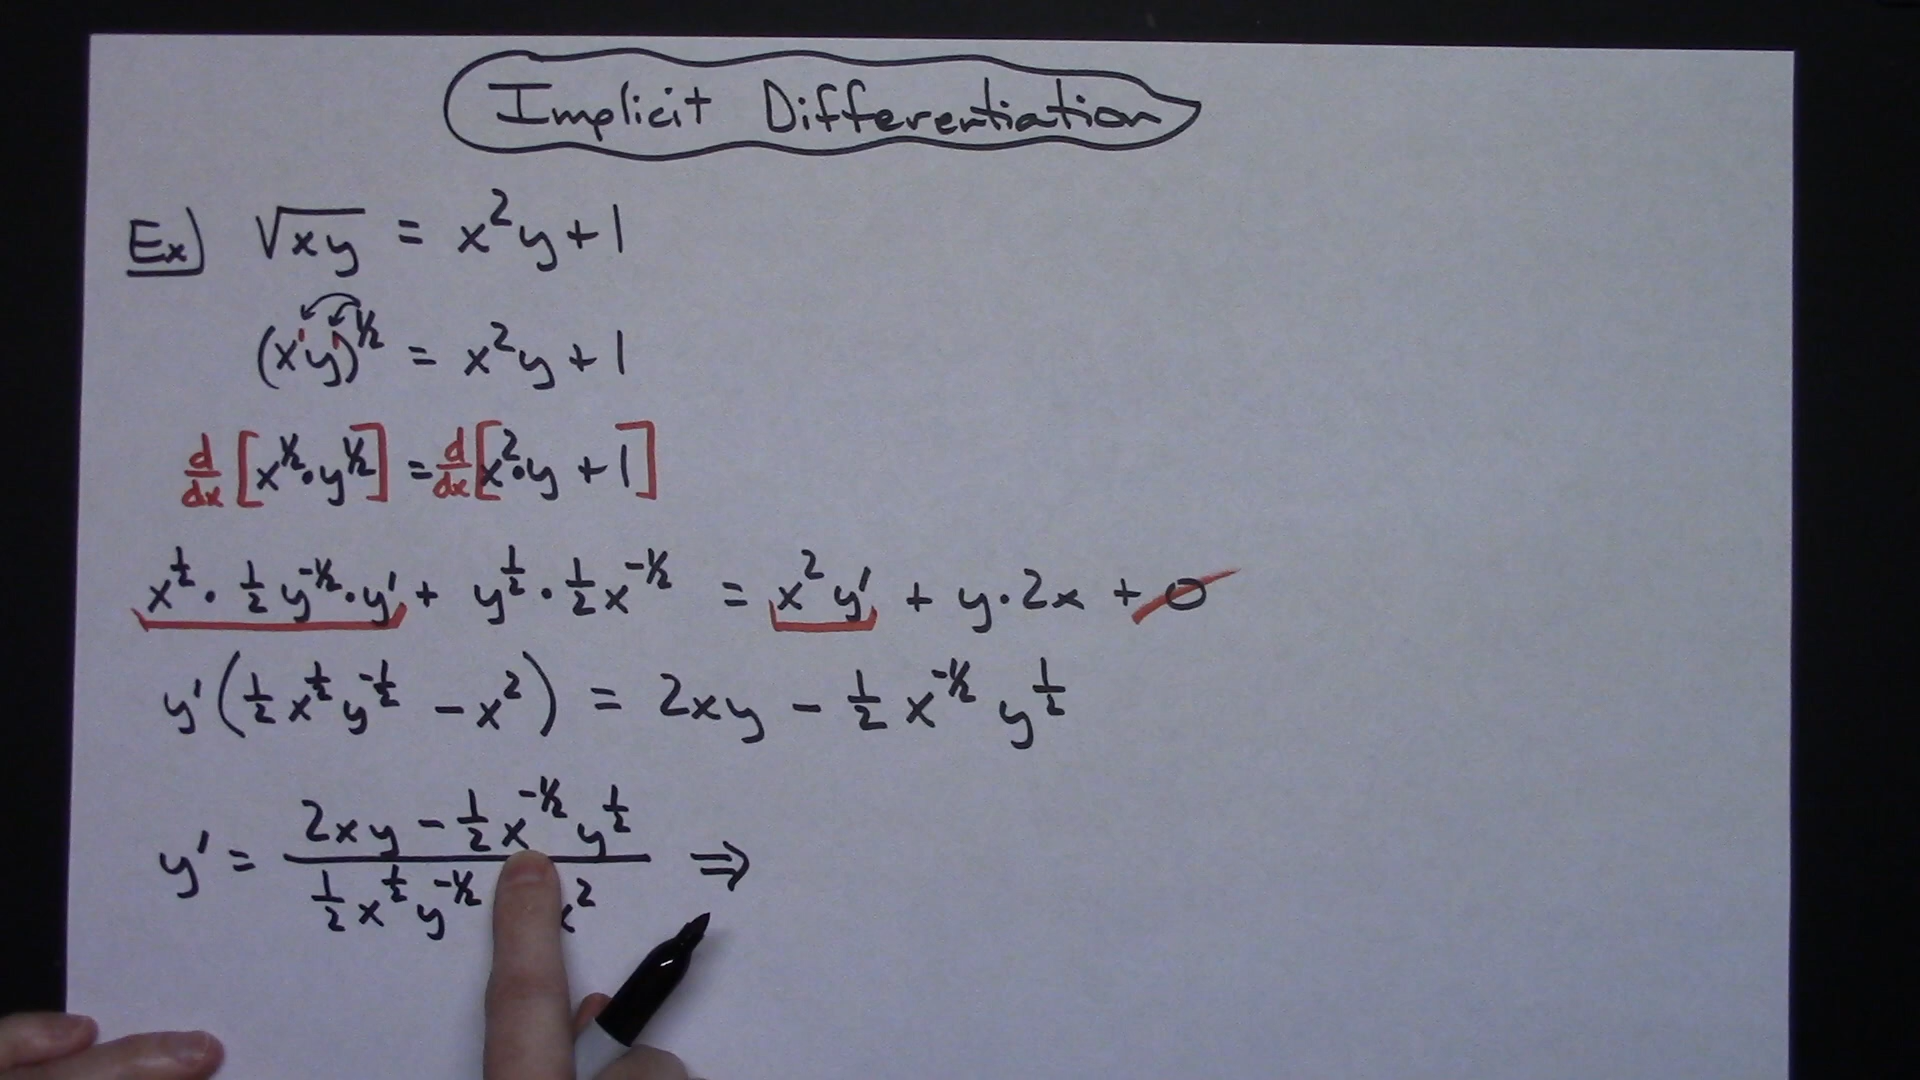 Implicit Differentiation
Ex) √xy = x²y + 1
(x'y')^½ = x²y + 1
d/dx [x^½ · y^½] = d/dx [x² · y + 1]
x^½ · ½ y^-½ · y' + y^½ · ½ x^-½ = x² y' + y · 2x + 0
y' (½ x^½ y^-½ - x²) = 2xy - ½ x^-½ y^½
y' = (2xy - ½ x^-½ y^½) / (½ x^½ y^-½ x²) ⇒